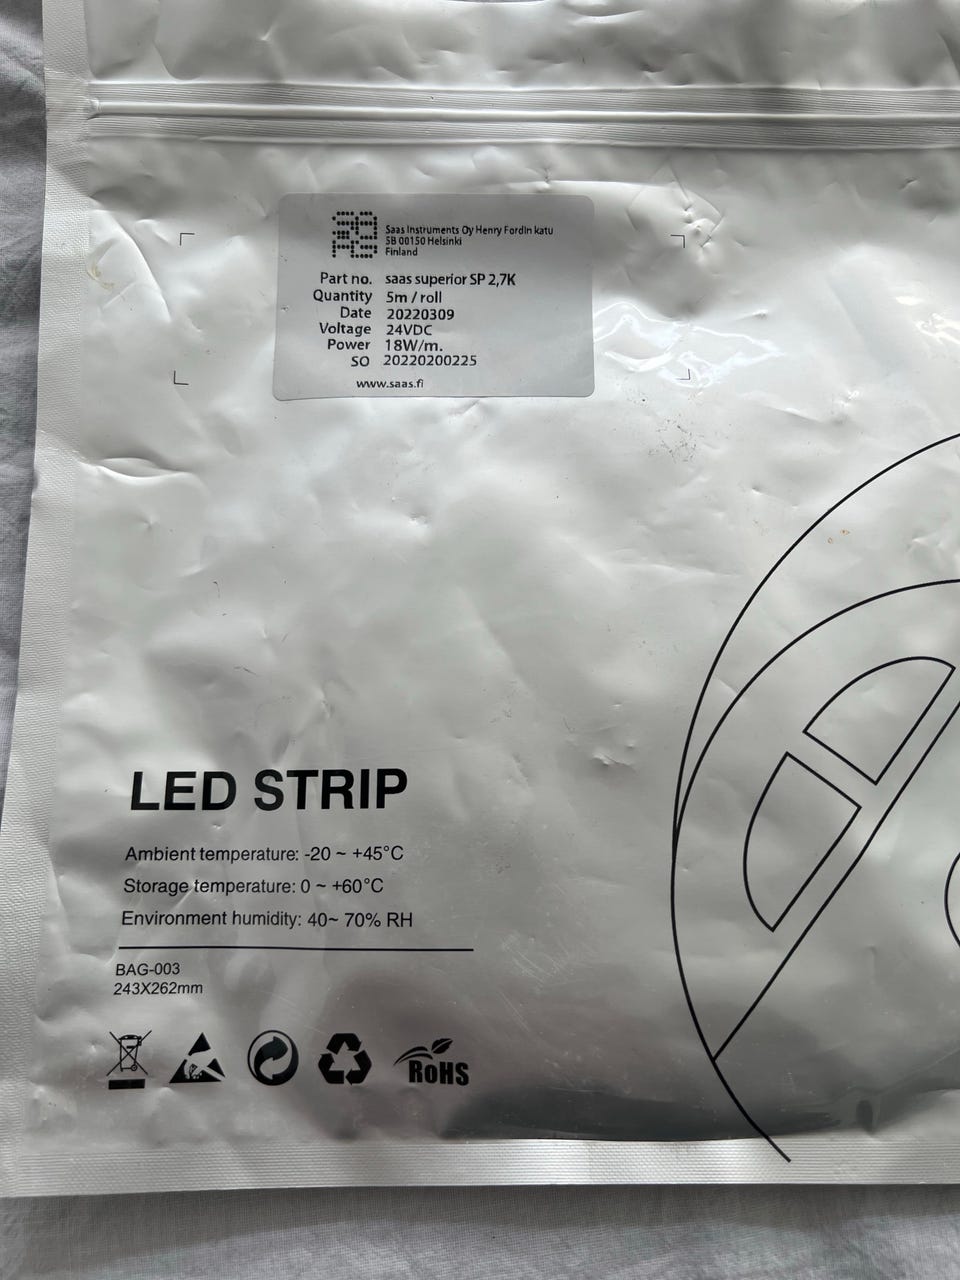 Saas Instruments Oy Henry Fordin katu
5B 00150 Helsinki
Finland
Part no. saas superior SP 2,7K
Quantity 5m / roll
Date 20220309
Voltage 24VDC
Power 18W/m.
SO 20220200225
www.saas.fi
LED STRIP
Ambient temperature: -20 ~ +45°C
Storage temperature: 0 ~ +60°C
Environment humidity: 40~ 70% RH
BAG-003
243X262mm
RoHS